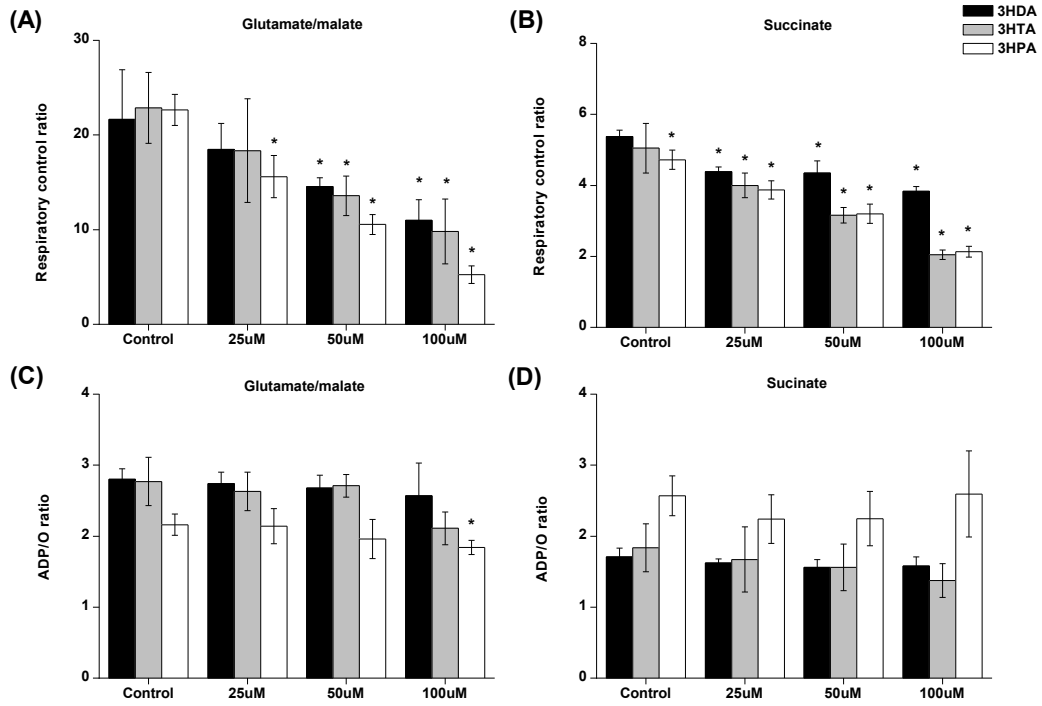 (A)
Glutamate/malate
Respiratory control ratio
30
20
10
0
* * * * * * *
Control 25uM 50uM 100uM
(B)
Succinate
3HDA
3HTA
3HPA
Respiratory control ratio
8
6
4
2
0
* * * * * * * * * *
Control 25uM 50uM 100uM
(C)
Glutamate/malate
ADP/O ratio
4
3
2
1
0
*
Control 25uM 50uM 100uM
(D)
Sucinate
ADP/O ratio
4
3
2
1
0
Control 25uM 50uM 100uM